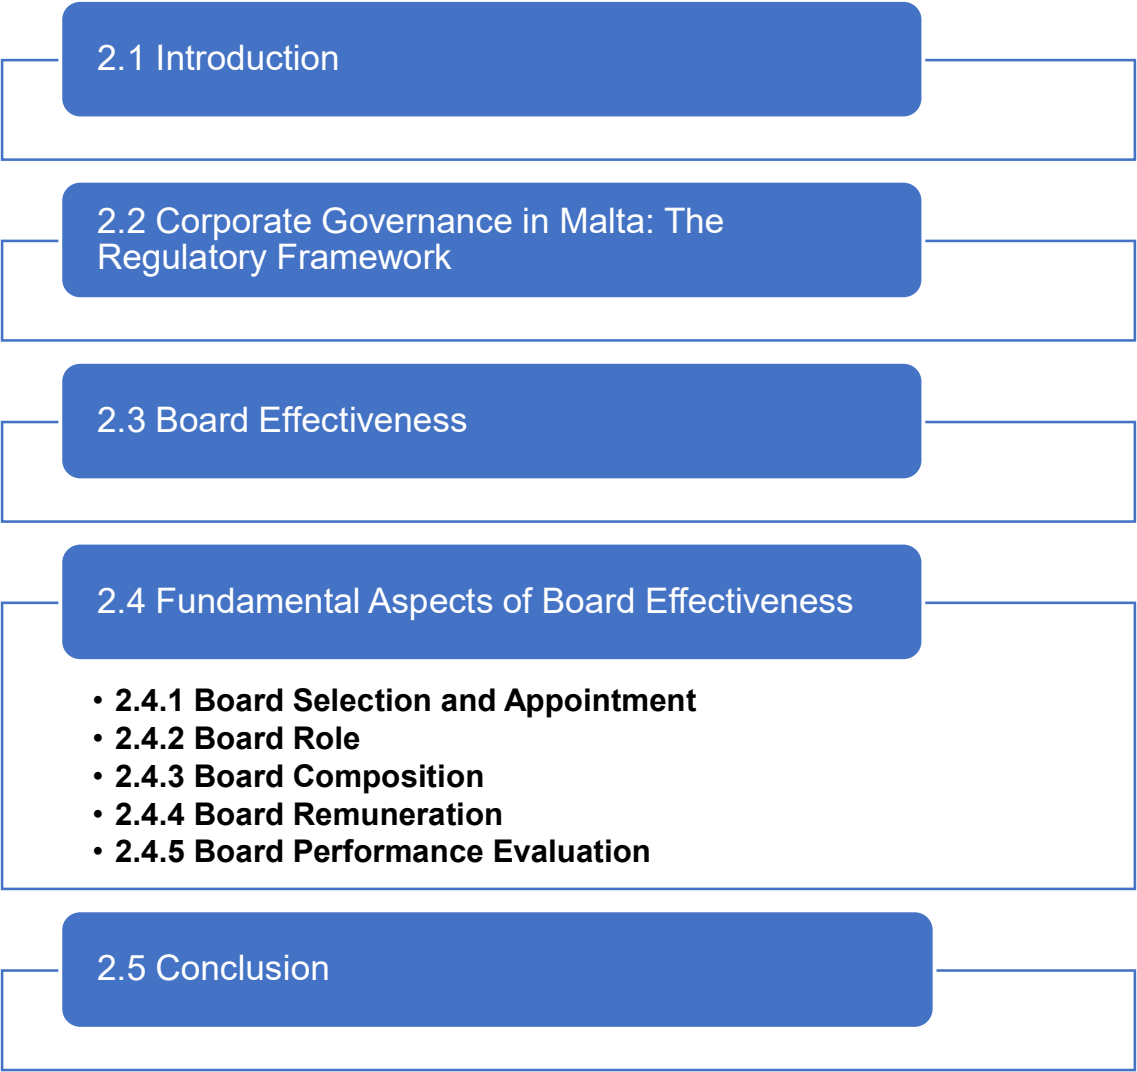 2.1 Introduction
2.2 Corporate Governance in Malta: The
Regulatory Framework
2.3 Board Effectiveness
2.4 Fundamental Aspects of Board Effectiveness
• 2.4.1 Board Selection and Appointment
• 2.4.2 Board Role
• 2.4.3 Board Composition
• 2.4.4 Board Remuneration
• 2.4.5 Board Performance Evaluation
2.5 Conclusion